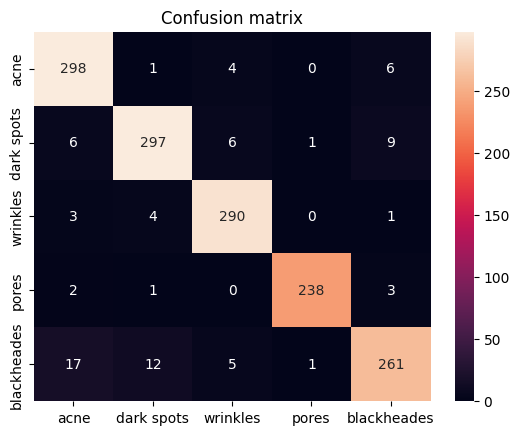 Confusion matrix
acne 298 1 4 0 6
dark spots 6 297 6 1 9
wrinkles 3 4 290 0 1
pores 2 1 0 238 3
blackheades 17 12 5 1 261
acne dark spots wrinkles pores blackheades
250
200
150
100
50
0